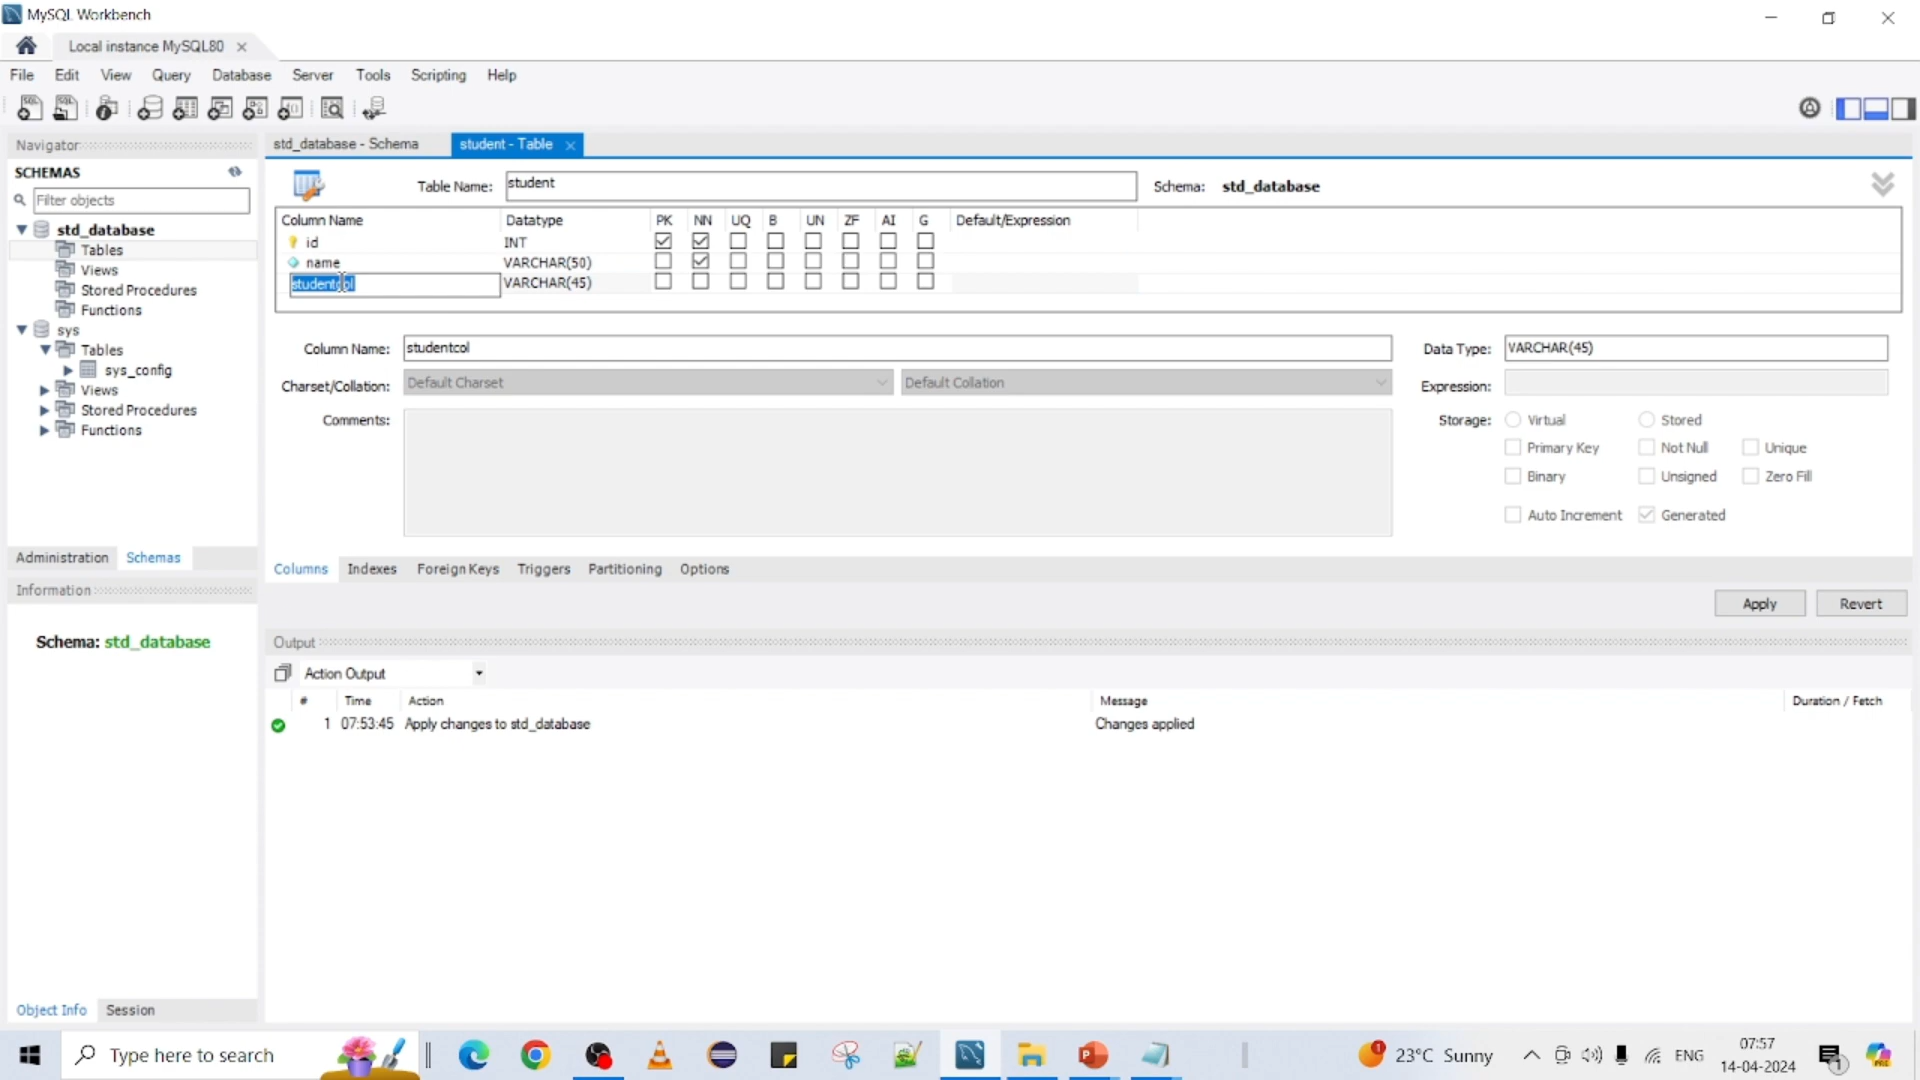 MySQL Workbench
Local instance MySQL80
File Edit View Query Database Server Tools Scripting Help
Navigator
SCHEMAS
Filter objects
std_database
Tables
Views
Stored Procedures
Functions
sys
Tables
sys_config
Views
Stored Procedures
Functions
Administration Schemas
Information
Schema: std_database
Object Info Session
std_database - Schema student - Table
Table Name: student Schema: std_database
Column Name Datatype PK NN UQ B UN ZF AI G Default/Expression
id INT
name VARCHAR(50)
studentcol VARCHAR(45)
Column Name: studentcol Data Type: VARCHAR(45)
Charset/Collation: Default Charset Default Collation Expression:
Comments: Storage: Virtual Stored
Primary Key Not Null Unique
Binary Unsigned Zero Fill
Auto Increment Generated
Columns Indexes Foreign Keys Triggers Partitioning Options
Apply Revert
Output
Action Output
# Time Action Message Duration / Fetch
1 07:53:45 Apply changes to std_database Changes applied
Type here to search
23°C Sunny
ENG
07:57
14-04-2024